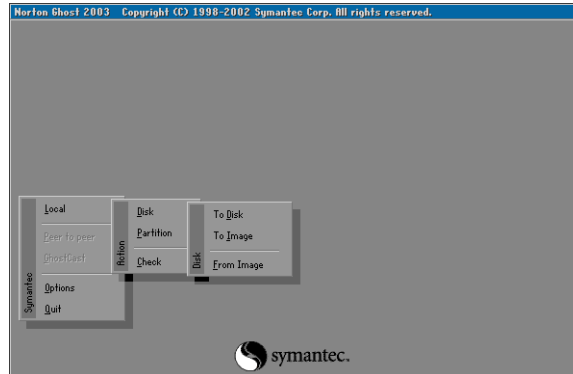 Norton Ghost 2003 Copyright (C) 1998-2002 Symantec Corp. All rights reserved.
Local
Peer to peer
GhostCast
Options
Quit
Symantec
Disk
Partition
Check
Action
To Disk
To Image
From Image
Disk
symantec.